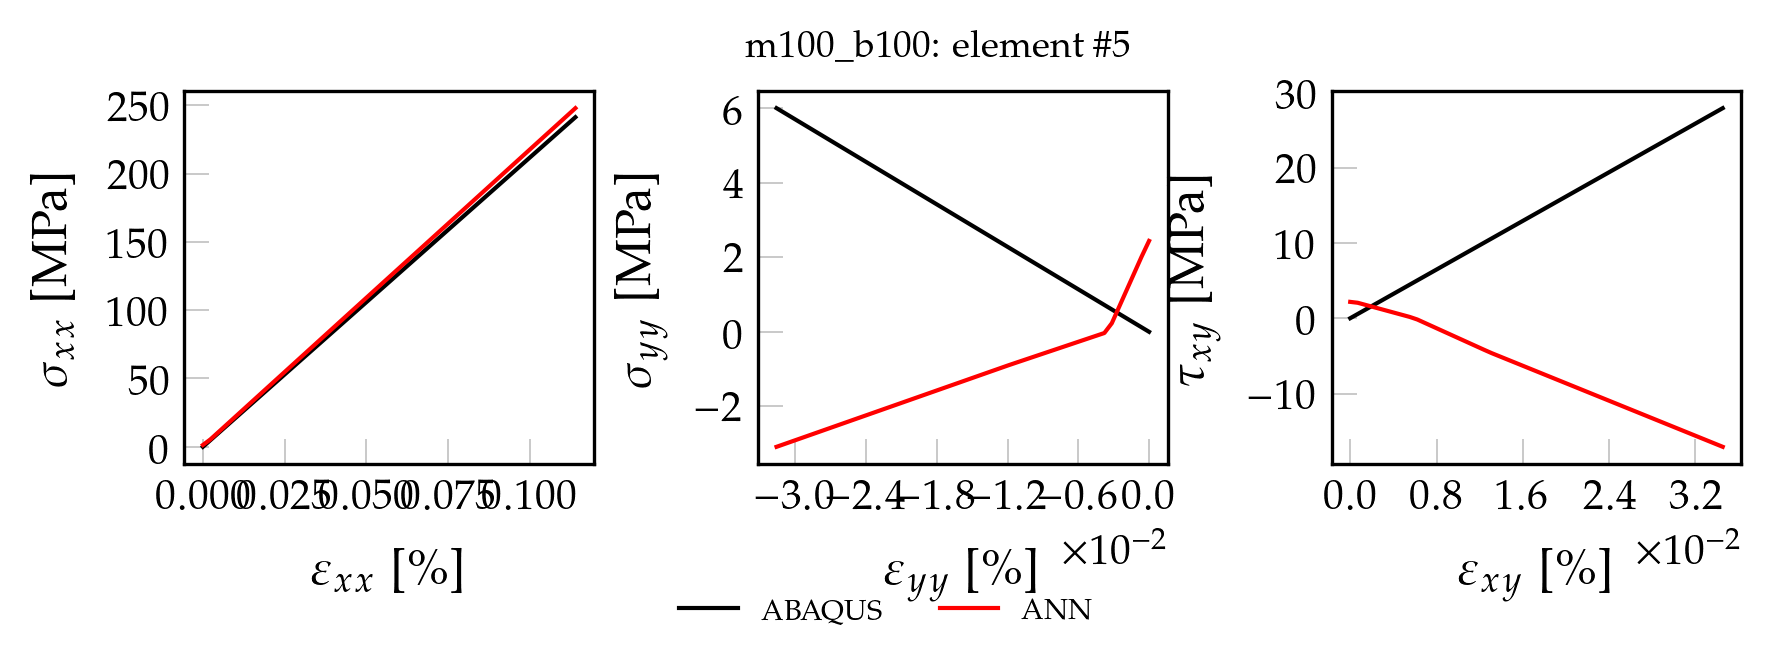 m100_b100: element #5
250
200
150
100
50
0
σxx [MPa]
0.000 0.025 0.050 0.075 0.100
εxx [%]
6
4
2
0
−2
σyy [MPa]
−3.0 −2.4 −1.8 −1.2 −0.6 0.0
×10−2
εyy [%]
30
20
10
0
−10
τxy [MPa]
0.0 0.8 1.6 2.4 3.2
×10−2
εxy [%]
ABAQUS ANN